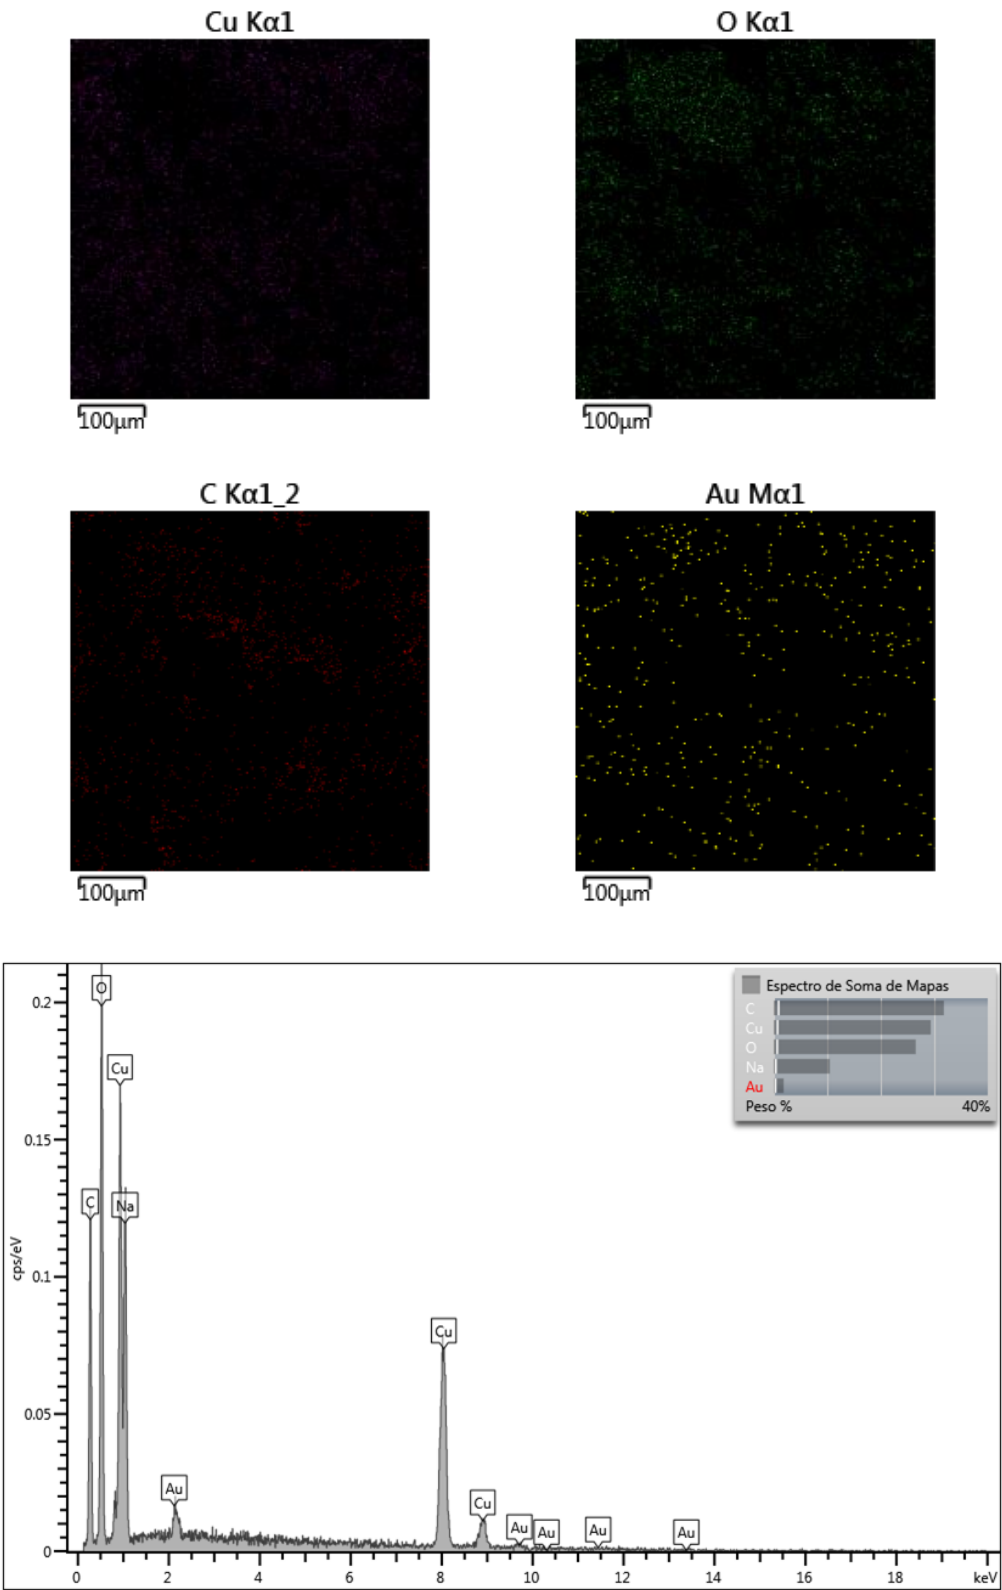 Cu Kα1
O Kα1
100µm
100µm
C Kα1_2
Au Mα1
100µm
100µm
Espectro de Soma de Mapas
C
Cu
O
Na
Au
Peso %
40%
O
Cu
C
Na
Cu
Au
Cu
Au
Au
Au
Au
cps/eV
0.2
0.15
0.1
0.05
0
0
2
4
6
8
10
12
14
16
18
keV